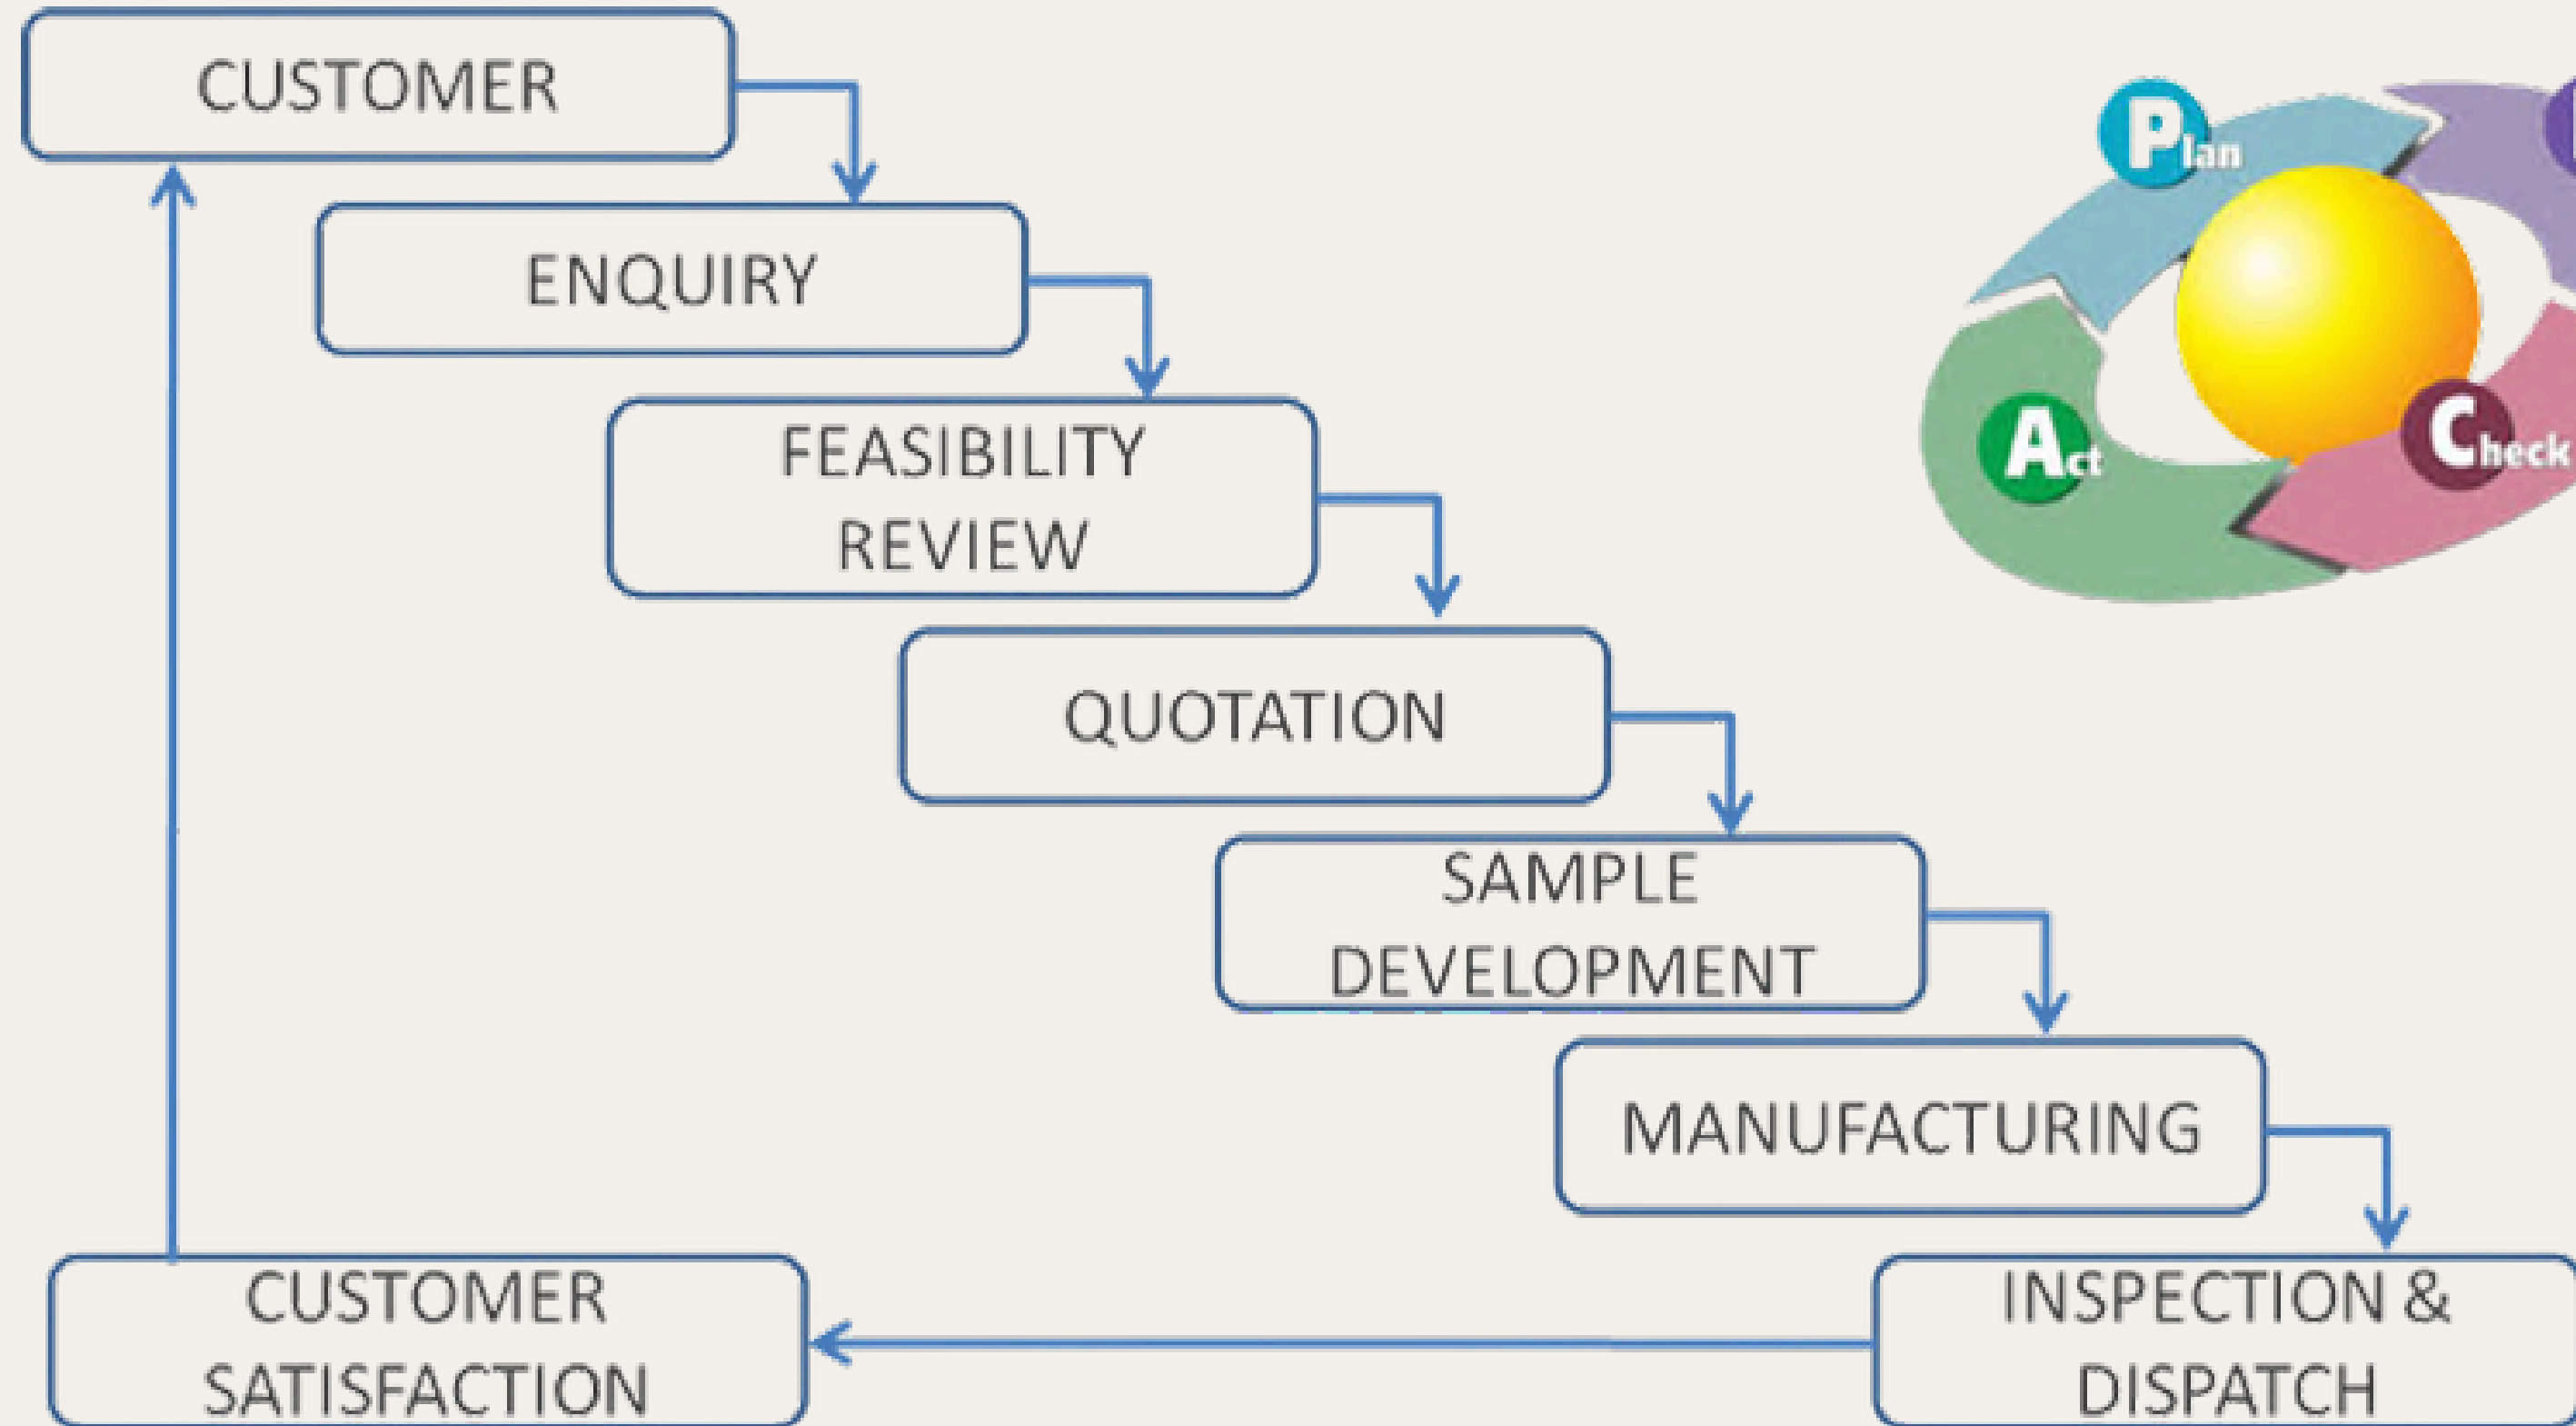 CUSTOMER
ENQUIRY
FEASIBILITY
REVIEW
QUOTATION
SAMPLE
DEVELOPMENT
MANUFACTURING
INSPECTION &
DISPATCH
CUSTOMER
SATISFACTION
Plan
Check
Act